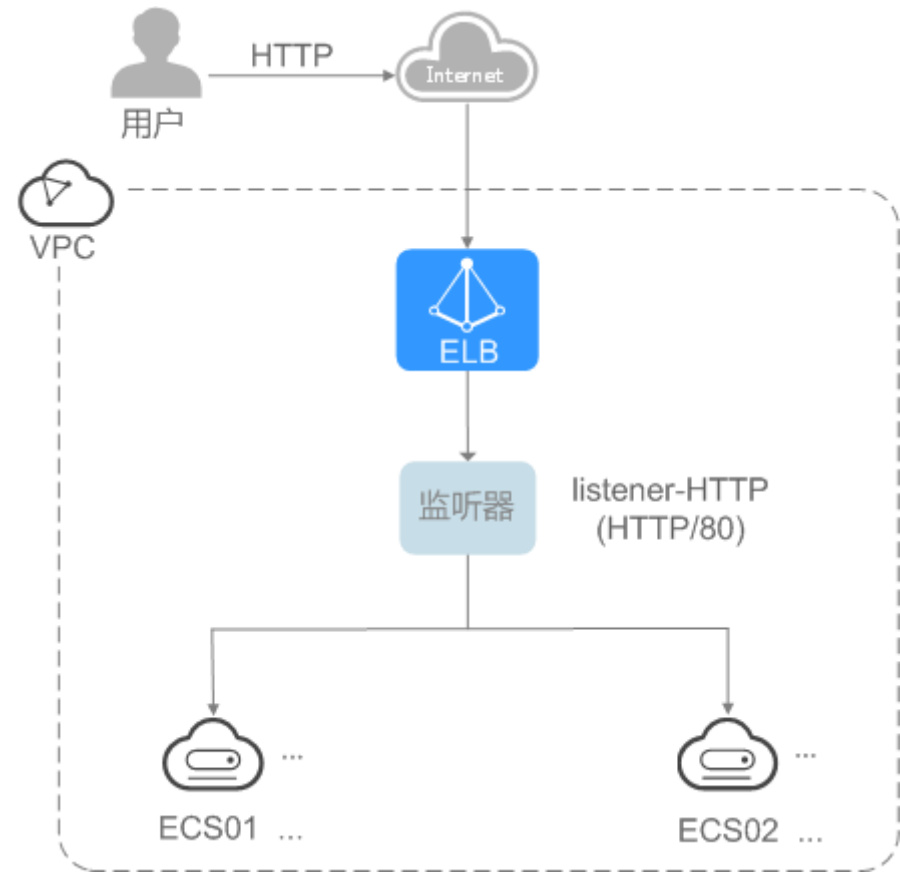 HTTP
Internet
用户
VPC
ELB
监听器
listener-HTTP
(HTTP/80)
...
...
ECS01 ...
ECS02 ...